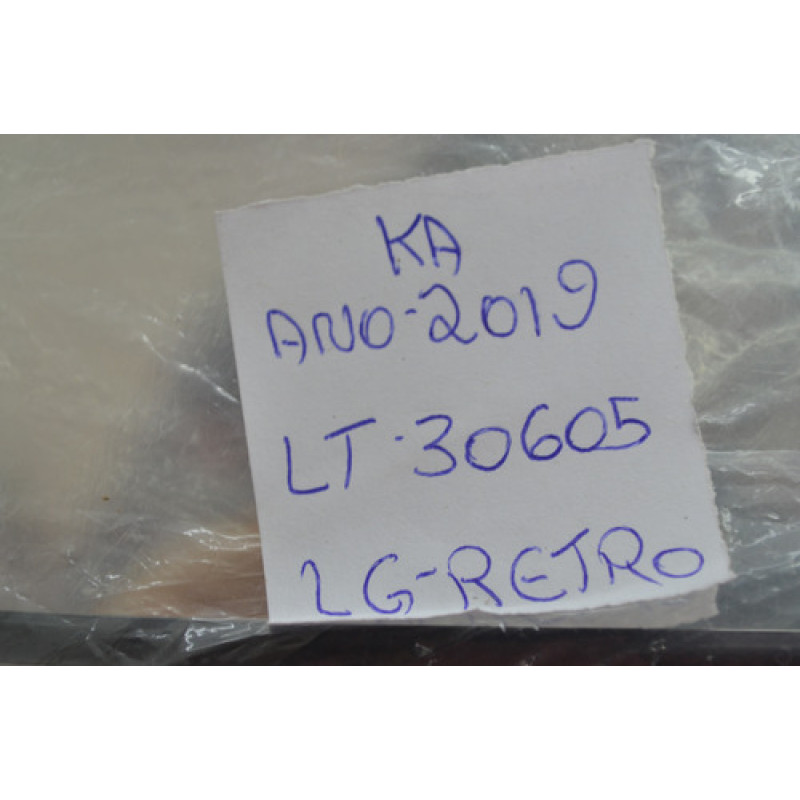 KA
ANO-2019
LT-30605
LG-RETRO